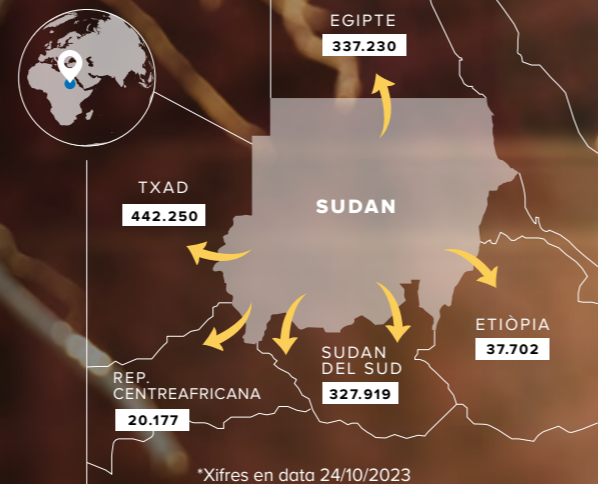 EGIPTE
337.230
TXAD
442.250
SUDAN
ETIÒPIA
37.702
SUDAN
DEL SUD
327.919
REP.
CENTREAFRICANA
20.177
*Xifres en data 24/10/2023